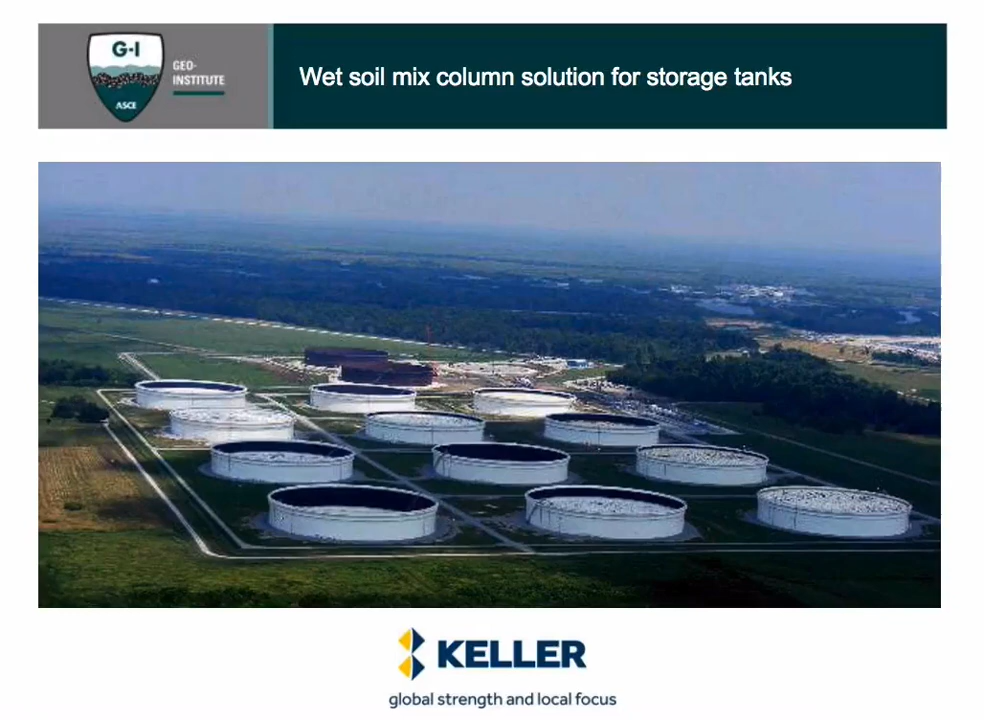 G-I
GEO-
INSTITUTE
ASCE
Wet soil mix column solution for storage tanks
KELLER
global strength and local focus